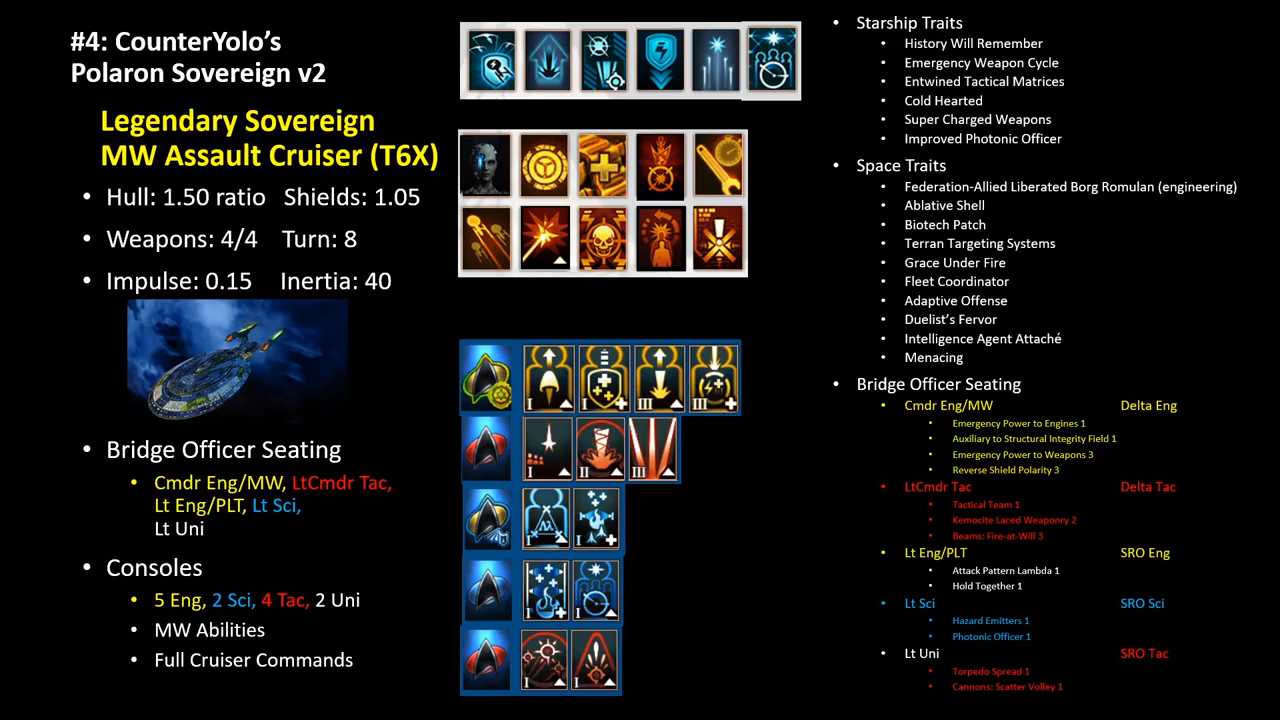 #4: CounterYolo's
Polaron Sovereign v2
Legendary Sovereign
MW Assault Cruiser (T6X)
• Hull: 1.50 ratio Shields: 1.05
• Weapons: 4/4 Turn: 8
• Impulse: 0.15 Inertia: 40
• Bridge Officer Seating
• Cmdr Eng/MW, LtCmdr Tac,
Lt Eng/PLT, Lt Sci,
Lt Uni
• Consoles
• 5 Eng, 2 Sci, 4 Tac, 2 Uni
• MW Abilities
• Full Cruiser Commands
I I III III
I II III
I I
I I
I I
• Starship Traits
• History Will Remember
• Emergency Weapon Cycle
• Entwined Tactical Matrices
• Cold Hearted
• Super Charged Weapons
• Improved Photonic Officer
• Space Traits
• Federation-Allied Liberated Borg Romulan (engineering)
• Ablative Shell
• Biotech Patch
• Terran Targeting Systems
• Grace Under Fire
• Fleet Coordinator
• Adaptive Offense
• Duelist's Fervor
• Intelligence Agent Attaché
• Menacing
• Bridge Officer Seating
• Cmdr Eng/MW Delta Eng
• Emergency Power to Engines 1
• Auxiliary to Structural Integrity Field 1
• Emergency Power to Weapons 3
• Reverse Shield Polarity 3
• LtCmdr Tac Delta Tac
• Tactical Team 1
• Kemocite Laced Weaponry 2
• Beams: Fire-at-Will 3
• Lt Eng/PLT SRO Eng
• Attack Pattern Lambda 1
• Hold Together 1
• Lt Sci SRO Sci
• Hazard Emitters 1
• Photonic Officer 1
• Lt Uni SRO Tac
• Torpedo Spread 1
• Cannons: Scatter Volley 1